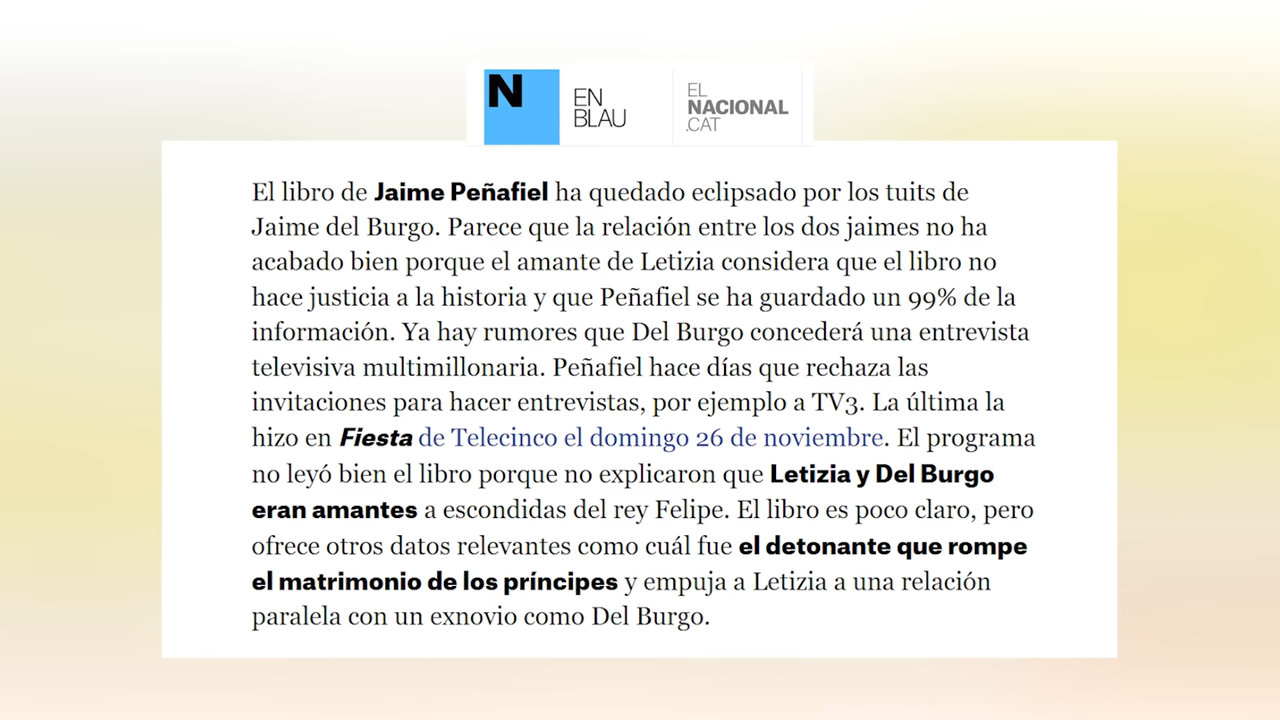 N
EN
BLAU
EL
NACIONAL
.CAT
El libro de Jaime Peñafiel ha quedado eclipsado por los tuits de
Jaime del Burgo. Parece que la relación entre los dos jaimes no ha
acabado bien porque el amante de Letizia considera que el libro no
hace justicia a la historia y que Peñafiel se ha guardado un 99% de la
información. Ya hay rumores que Del Burgo concederá una entrevista
televisiva multimillonaria. Peñafiel hace días que rechaza las
invitaciones para hacer entrevistas, por ejemplo a TV3. La última la
hizo en Fiesta de Telecinco el domingo 26 de noviembre. El programa
no leyó bien el libro porque no explicaron que Letizia y Del Burgo
eran amantes a escondidas del rey Felipe. El libro es poco claro, pero
ofrece otros datos relevantes como cuál fue el detonante que rompe
el matrimonio de los príncipes y empuja a Letizia a una relación
paralela con un exnovio como Del Burgo.